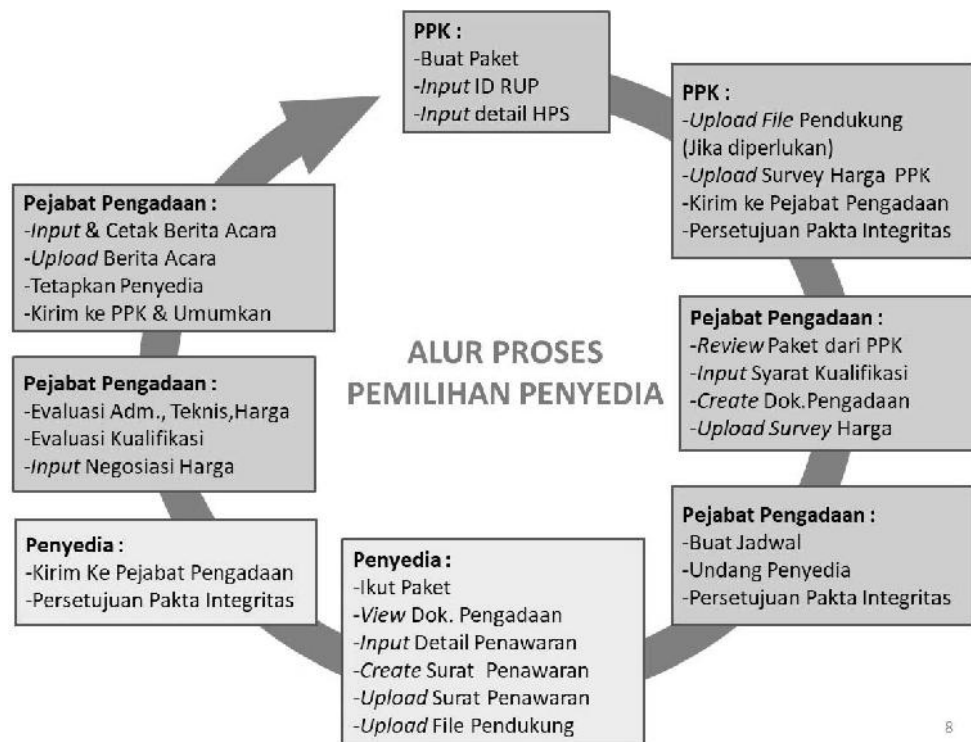 PPK :
-Buat Paket
-Input ID RUP
-Input detail HPS
PPK :
-Upload File Pendukung
(Jika diperlukan)
-Upload Survey Harga PPK
-Kirim ke Pejabat Pengadaan
-Persetujuan Pakta Integritas
Pejabat Pengadaan :
-Review Paket dari PPK
-Input Syarat Kualifikasi
-Create Dok.Pengadaan
-Upload Survey Harga
Pejabat Pengadaan :
-Buat Jadwal
-Undang Penyedia
-Persetujuan Pakta Integritas
Penyedia :
-Ikut Paket
-View Dok. Pengadaan
-Input Detail Penawaran
-Create Surat Penawaran
-Upload Surat Penawaran
-Upload File Pendukung
Penyedia :
-Kirim Ke Pejabat Pengadaan
-Persetujuan Pakta Integritas
Pejabat Pengadaan :
-Evaluasi Adm., Teknis,Harga
-Evaluasi Kualifikasi
-Input Negosiasi Harga
Pejabat Pengadaan :
-Input & Cetak Berita Acara
-Upload Berita Acara
-Tetapkan Penyedia
-Kirim ke PPK & Umumkan
ALUR PROSES
PEMILIHAN PENYEDIA
8